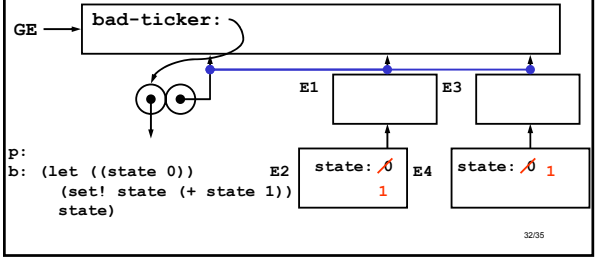 bad-ticker:
GE
E1
E3
p:
b: (let ((state 0))
(set! state (+ state 1))
state)
E2
state: 0
1
E4
state: 0 1
32/35